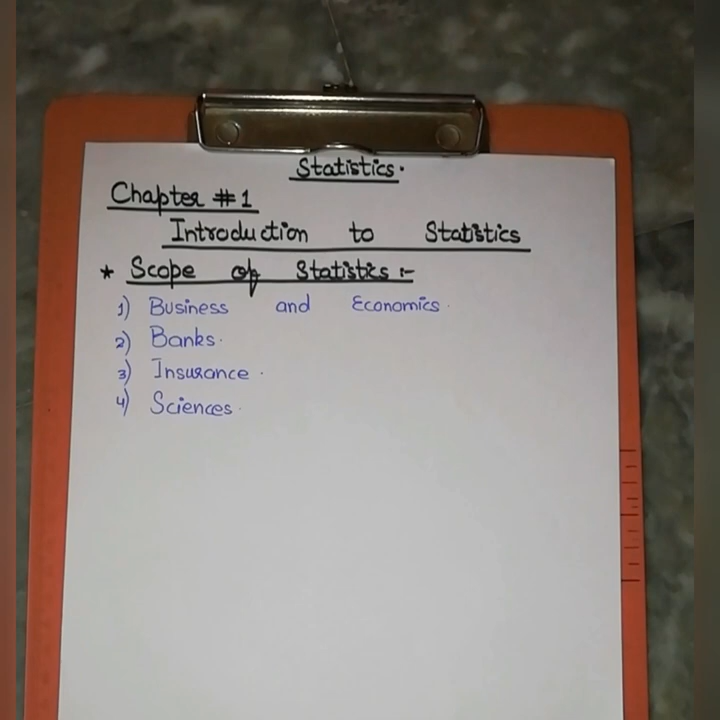 Statistics.
Chapter #1
Introduction to Statistics
* Scope of Statistics :-
1) Business and Economics.
2) Banks.
3) Insurance.
4) Sciences.